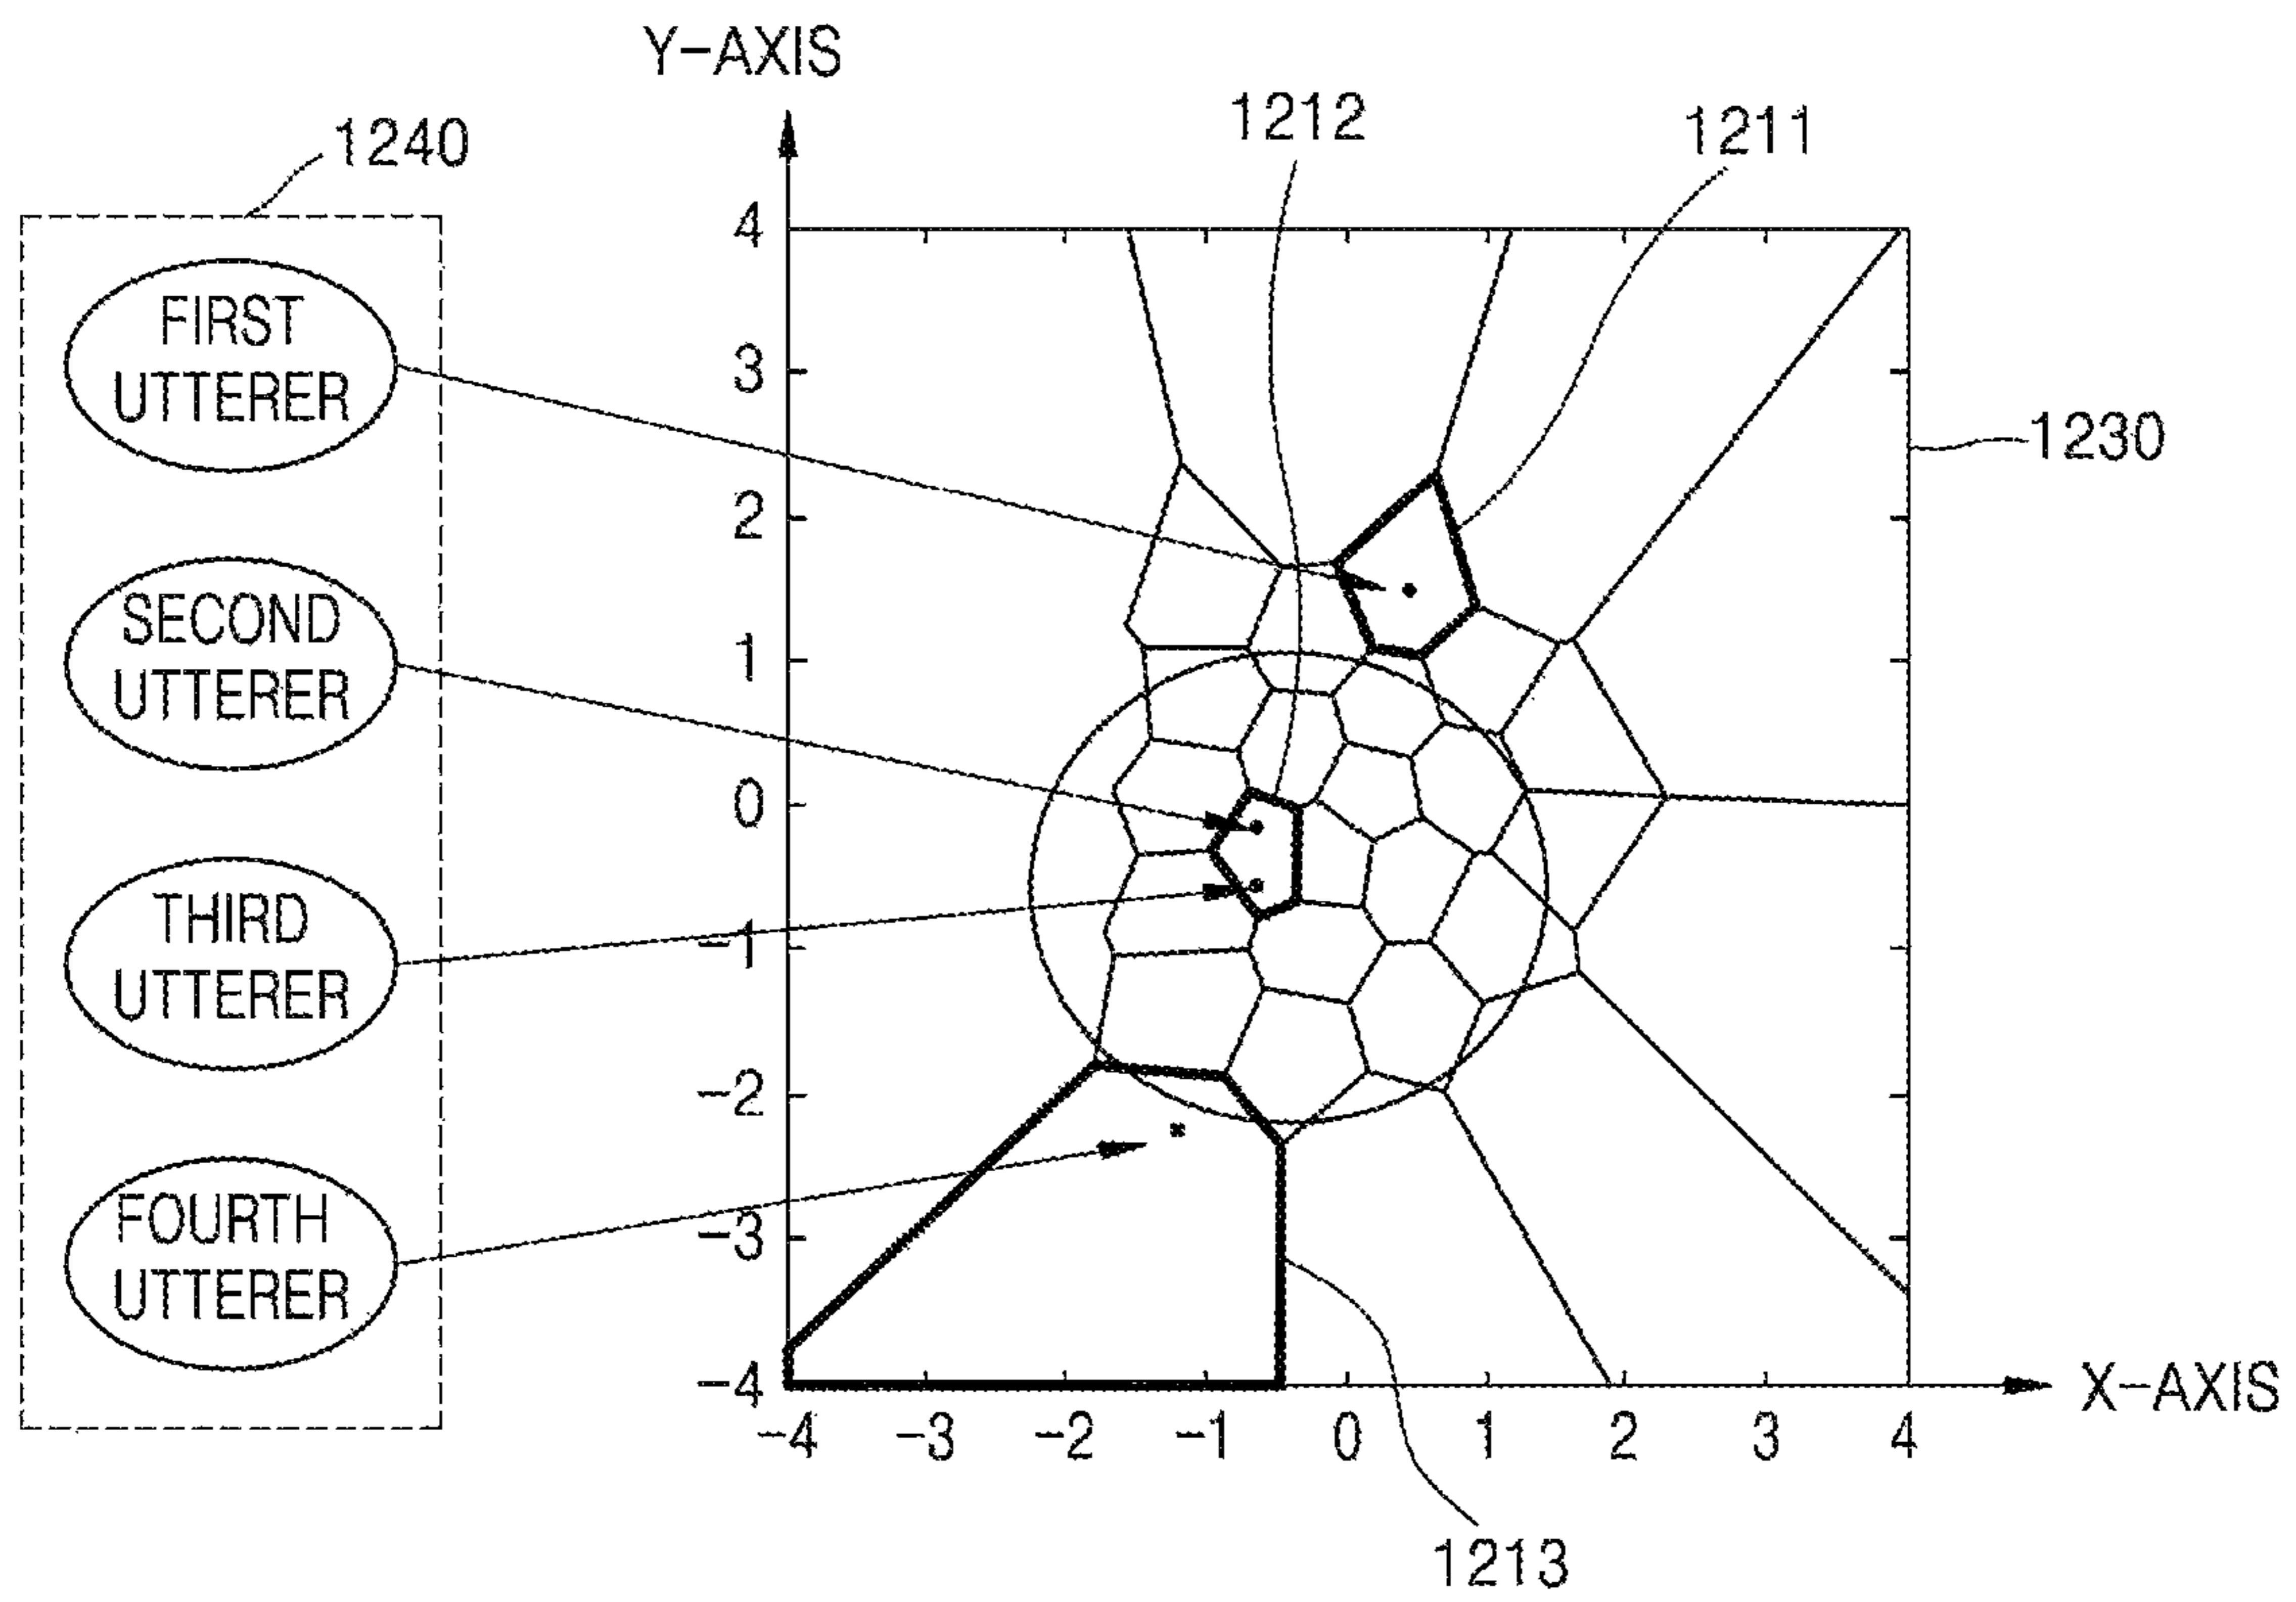 Y-AXIS
1240
1212
1211
FIRST
UTTERER
SECOND
UTTERER
THIRD
UTTERER
FOURTH
UTTERER
4
3
2
1
0
-1
-2
-3
-4
1230
-4 -3 -2 -1 0 1 2 3 4
X-AXIS
1213